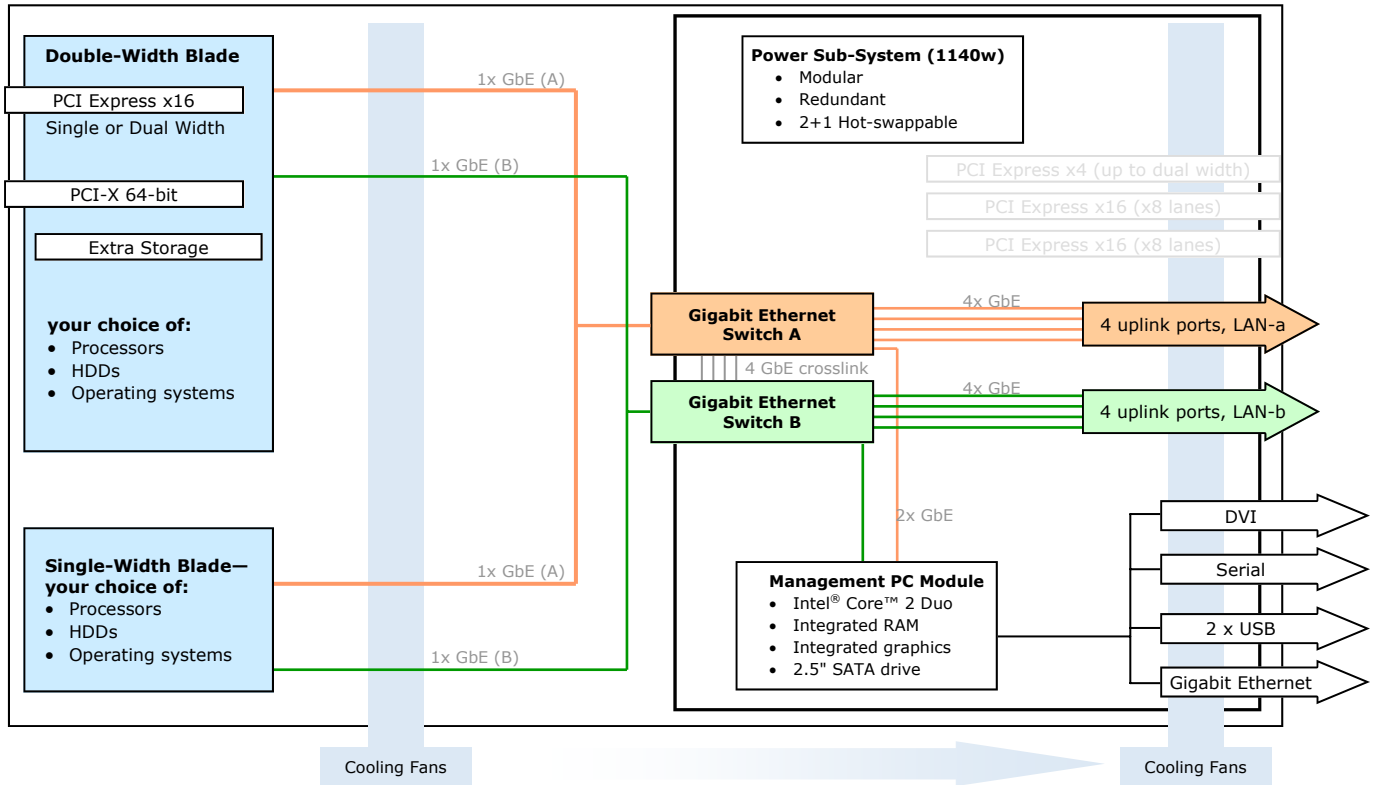 Double-Width Blade
PCI Express x16
Single or Dual Width
PCI-X 64-bit
Extra Storage
your choice of:
• Processors
• HDDs
• Operating systems
Single-Width Blade—
your choice of:
• Processors
• HDDs
• Operating systems
1x GbE (A)
1x GbE (B)
1x GbE (A)
1x GbE (B)
Power Sub-System (1140w)
• Modular
• Redundant
• 2+1 Hot-swappable
PCI Express x4 (up to dual width)
PCI Express x16 (x8 lanes)
PCI Express x16 (x8 lanes)
Gigabit Ethernet
Switch A
4x GbE
4 uplink ports, LAN-a
4 GbE crosslink
Gigabit Ethernet
Switch B
4x GbE
4 uplink ports, LAN-b
2x GbE
Management PC Module
• Intel® Core™ 2 Duo
• Integrated RAM
• Integrated graphics
• 2.5" SATA drive
DVI
Serial
2 x USB
Gigabit Ethernet
Cooling Fans
Cooling Fans